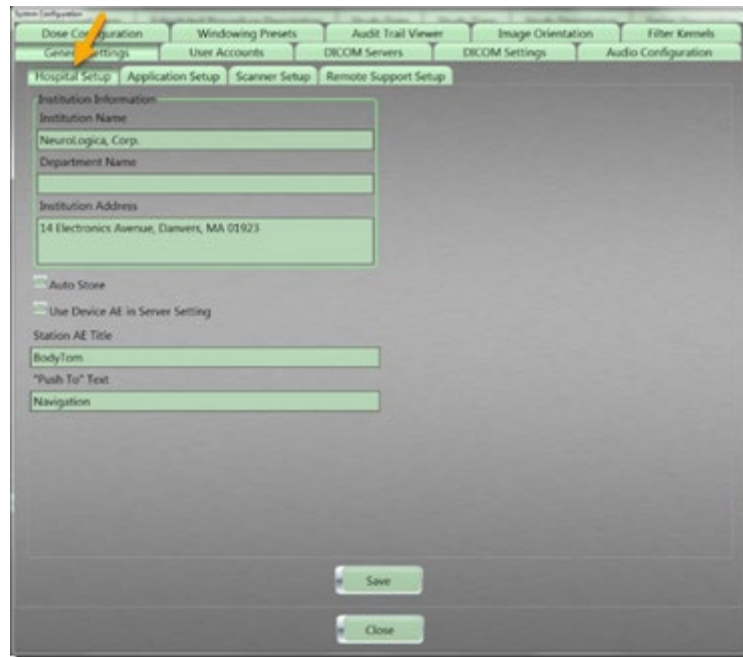 System Configuration
Dose Configuration Windowing Presets Audit Trail Viewer Image Orientation Filter Kernels
General Settings User Accounts DICOM Servers DICOM Settings Audio Configuration
Hospital Setup Application Setup Scanner Setup Remote Support Setup
Institution Information
Institution Name
NeuroLogica, Corp.
Department Name
Institution Address
14 Electronics Avenue, Danvers, MA 01923
Auto Store
Use Device AE in Server Setting
Station AE Title
BodyTom
"Push To" Text
Navigation
Save
Close